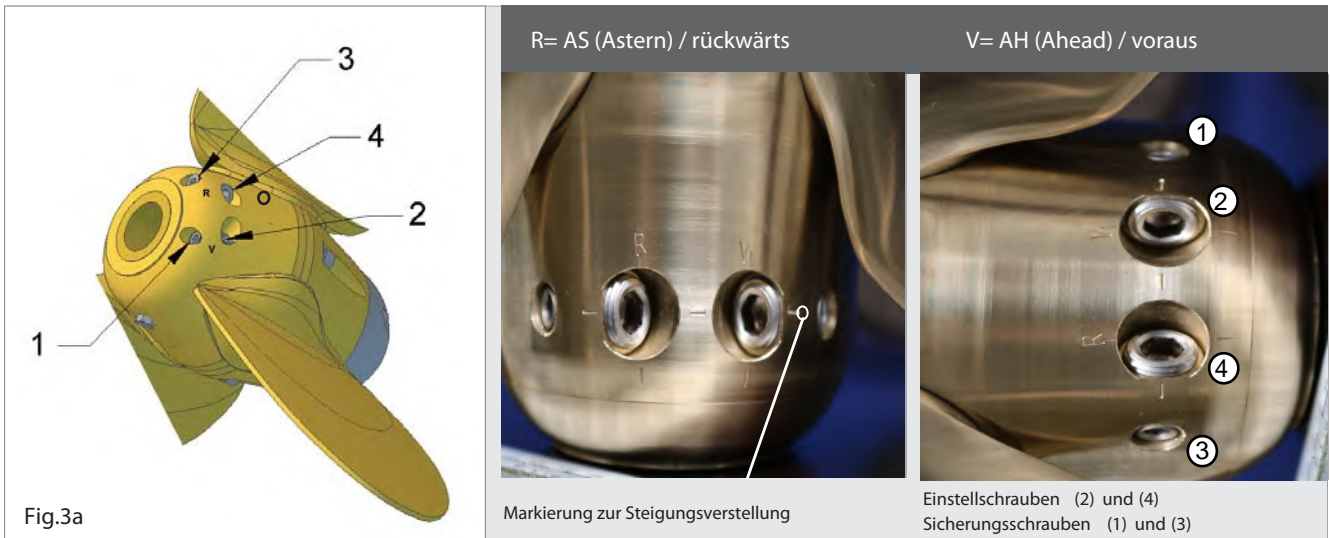 3
4
R
O
2
V
1
Fig.3a
R= AS (Astern) / rückwärts
R
V
O
Markierung zur Steigungsverstellung
V= AH (Ahead) / voraus
1
V
2
R
4
3
Einstellschrauben (2) und (4)
Sicherungsschrauben (1) und (3)